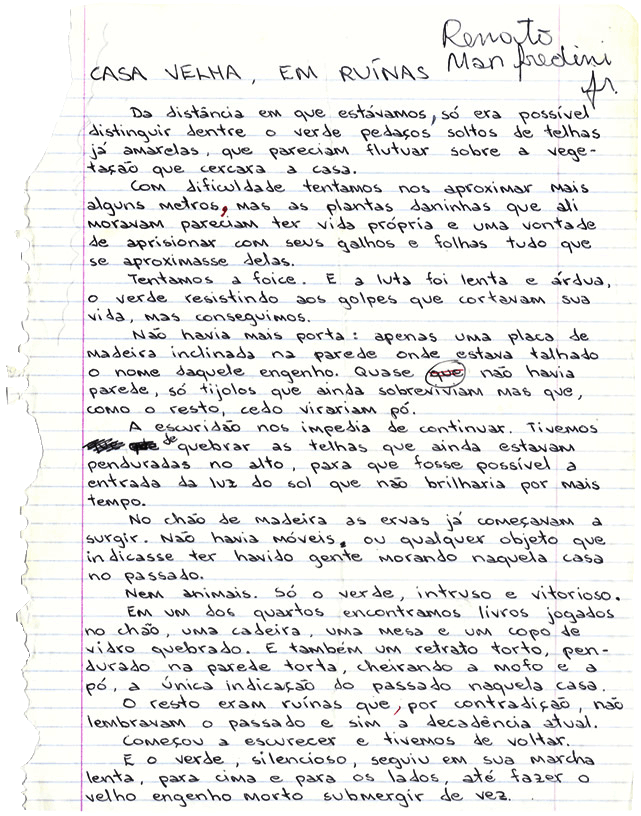 Renato
Manfredini
Jr.
CASA VELHA, EM RUÍNAS
Da distância em que estávamos, só era possível
distinguir dentre o verde pedaços soltos de telhas
já amarelas, que pareciam flutuar sobre a vege-
tação que cercara a casa.
Com dificuldade tentamos nos aproximar mais
alguns metros, mas as plantas daninhas que ali
moravam pareciam ter vida própria e uma vontade
de aprisionar com seus galhos e folhas tudo que
se aproximasse delas.
Tentamos a foice. E a luta foi lenta e árdua,
o verde resistindo aos golpes que cortavam sua
vida, mas conseguimos.
Não havia mais porta: apenas uma placa de
madeira inclinada na parede onde estava talhado
o nome daquele engenho. Quase que não havia
parede, só tijolos que ainda sobreviviam mas que,
como o resto, cedo virariam pó.
A escuridão nos impedia de continuar. Tivemos
de quebrar as telhas que ainda estavam
penduradas no alto, para que fosse possível a
entrada da luz do sol que não brilharia por mais
tempo.
No chão de madeira as ervas já começavam a
surgir. Não havia móveis, ou qualquer objeto que
indicasse ter havido gente morando naquela casa
no passado.
Nem animais. Só o verde, intruso e vitorioso.
Em um dos quartos encontramos livros jogados
no chão, uma cadeira, uma mesa e um copo de
vidro quebrado. E também um retrato torto, pen-
durado na parede torta, cheirando a mofo e a
pó, a única indicação do passado naquela casa.
O resto eram ruínas que, por contradição, não
lembravam o passado e sim a decadência atual.
Começou a escurecer e tivemos de voltar.
E o verde, silencioso, seguiu em sua marcha
lenta, para cima e para os lados, até fazer o
velho engenho morto submergir de vez.